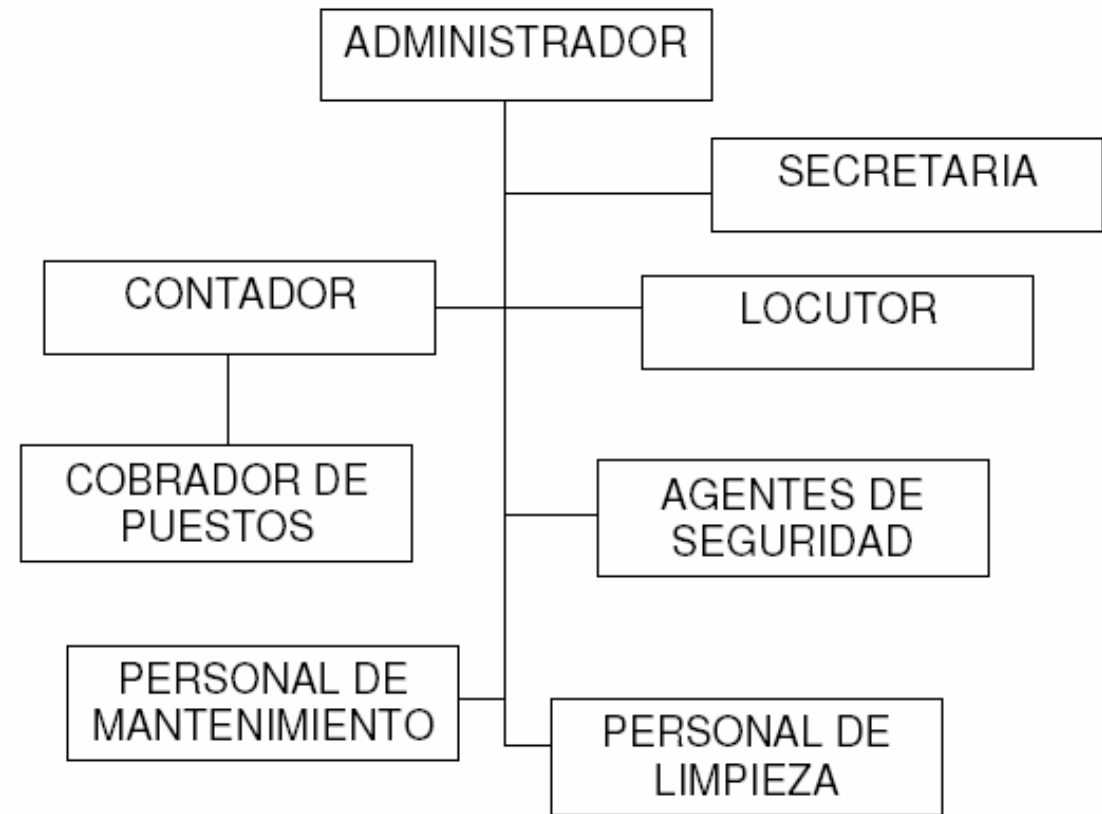 ADMINISTRADOR
SECRETARIA
CONTADOR
LOCUTOR
COBRADOR DE
PUESTOS
AGENTES DE
SEGURIDAD
PERSONAL DE
MANTENIMIENTO
PERSONAL DE
LIMPIEZA